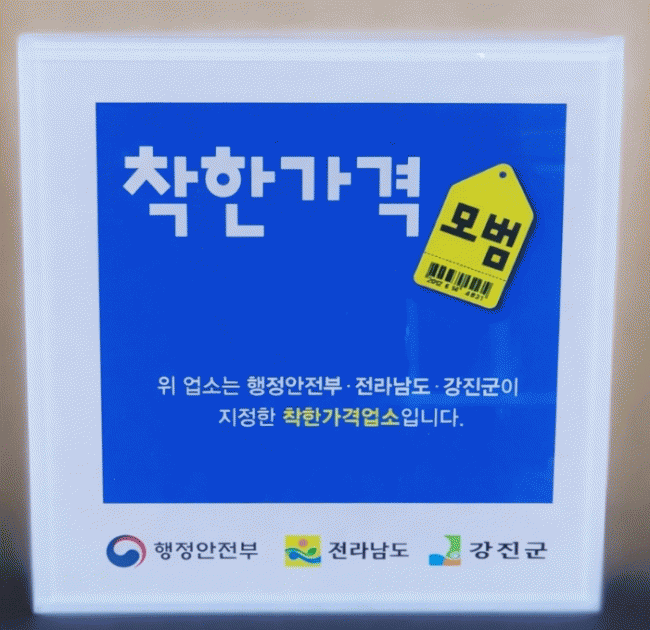 착한가격
모범
위 업소는 행정안전부·전라남도·강진군이
지정한 착한가격업소입니다.
행정안전부 전라남도 강진군